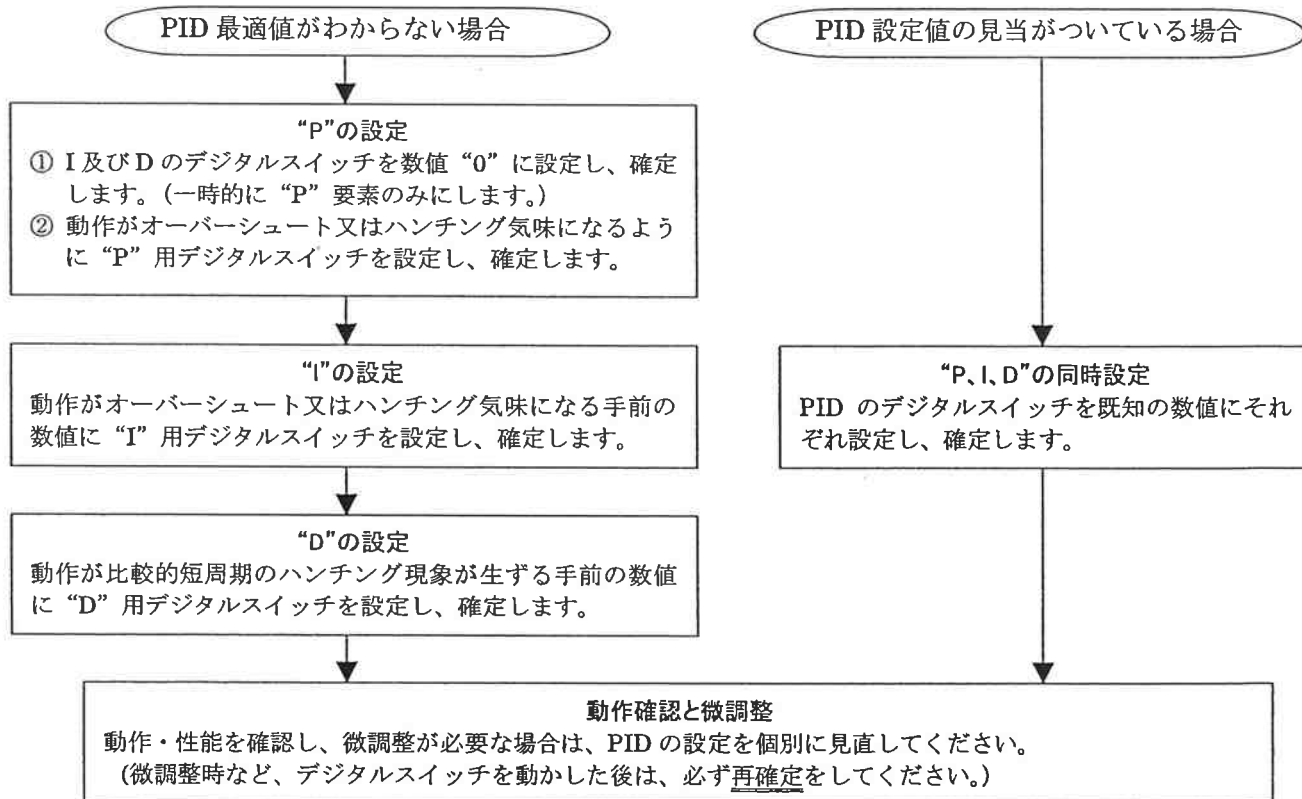 PID 最適値がわからない場合
PID 設定値の見当がついている場合
“P”の設定
① I 及び D のデジタルスイッチを数値“0”に設定し、確定
します。(一時的に“P”要素のみにします。)
② 動作がオーバーシュート又はハンチング気味になるよう
に“P”用デジタルスイッチを設定し、確定します。
“I”の設定
動作がオーバーシュート又はハンチング気味になる手前の
数値に“I”用デジタルスイッチを設定し、確定します。
“P、I、D”の同時設定
PID のデジタルスイッチを既知の数値にそれ
ぞれ設定し、確定します。
“D”の設定
動作が比較的短周期のハンチング現象が生ずる手前の数値
に“D”用デジタルスイッチを設定し、確定します。
動作確認と微調整
動作・性能を確認し、微調整が必要な場合は、PID の設定を個別に見直してください。
(微調整時など、デジタルスイッチを動かした後は、必ず再確定をしてください。)